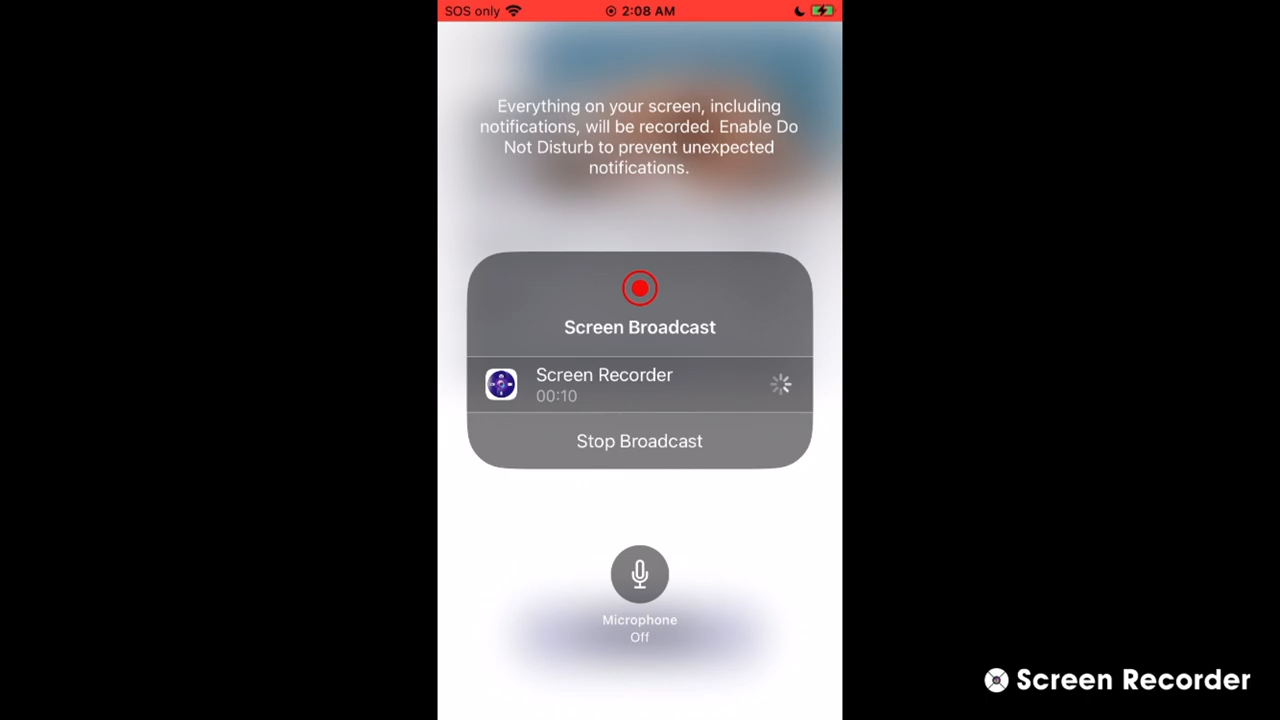 SOS only 2:08 AM
Everything on your screen, including
notifications, will be recorded. Enable Do
Not Disturb to prevent unexpected
notifications.
Screen Broadcast
Screen Recorder
00:10
Stop Broadcast
Microphone
Off
Screen Recorder